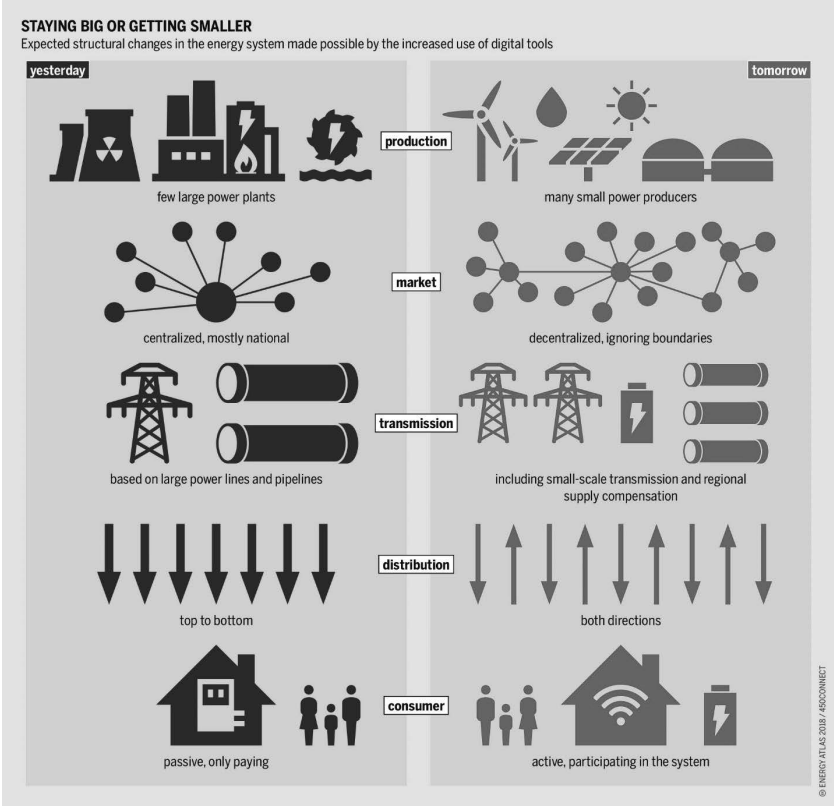 STAYING BIG OR GETTING SMALLER
Expected structural changes in the energy system made possible by the increased use of digital tools
yesterday
tomorrow
production
few large power plants
many small power producers
market
centralized, mostly national
decentralized, ignoring boundaries
transmission
based on large power lines and pipelines
including small-scale transmission and regional
supply compensation
distribution
top to bottom
both directions
consumer
passive, only paying
active, participating in the system
© ENERGY ATLAS 2018 / 450CONNECT